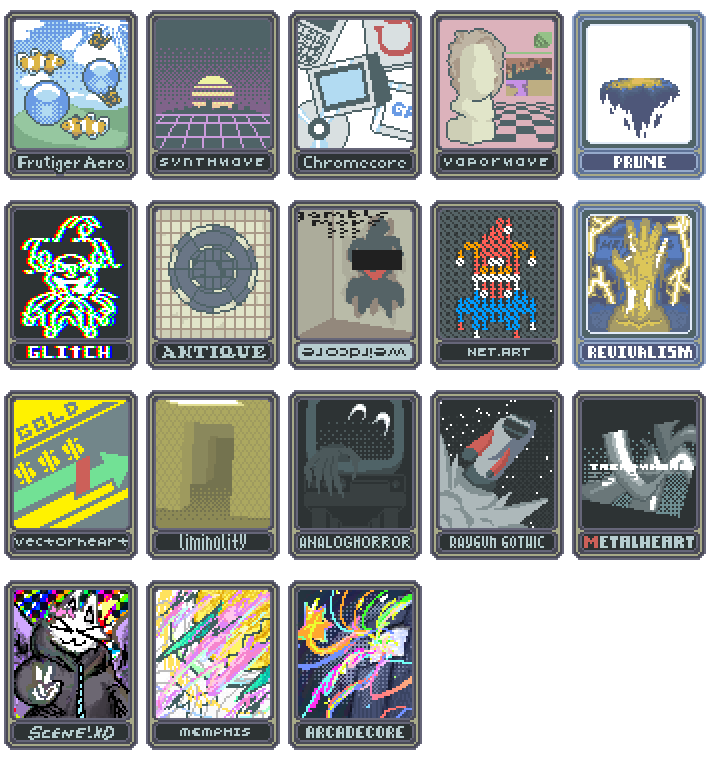 Frutiger Aero
SYNTHWAVE
Chromecore
VAPORWAVE
PRUNE
GLITCH
ANTIQUE
weirdcore
NET.ART
REVIVALISM
GOLD
$$$
vectorheart
liminality
ANALOGHORROR
RAYGUN GOTHIC
METALHEART
SCENE!XD
MEMPHIS
ARCADECORE